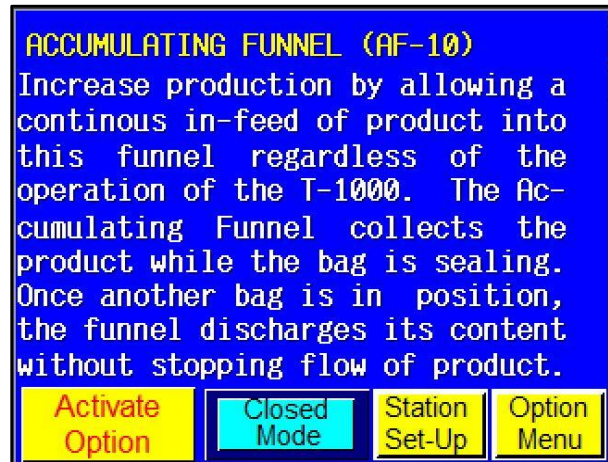 ACCUMULATING FUNNEL (AF-10)
Increase production by allowing a
continous in-feed of product into
this funnel regardless of the
operation of the T-1000. The Ac-
cumulating Funnel collects the
product while the bag is sealing.
Once another bag is in position,
the funnel discharges its content
without stopping flow of product.
Activate Option
Closed Mode
Station Set-Up
Option Menu